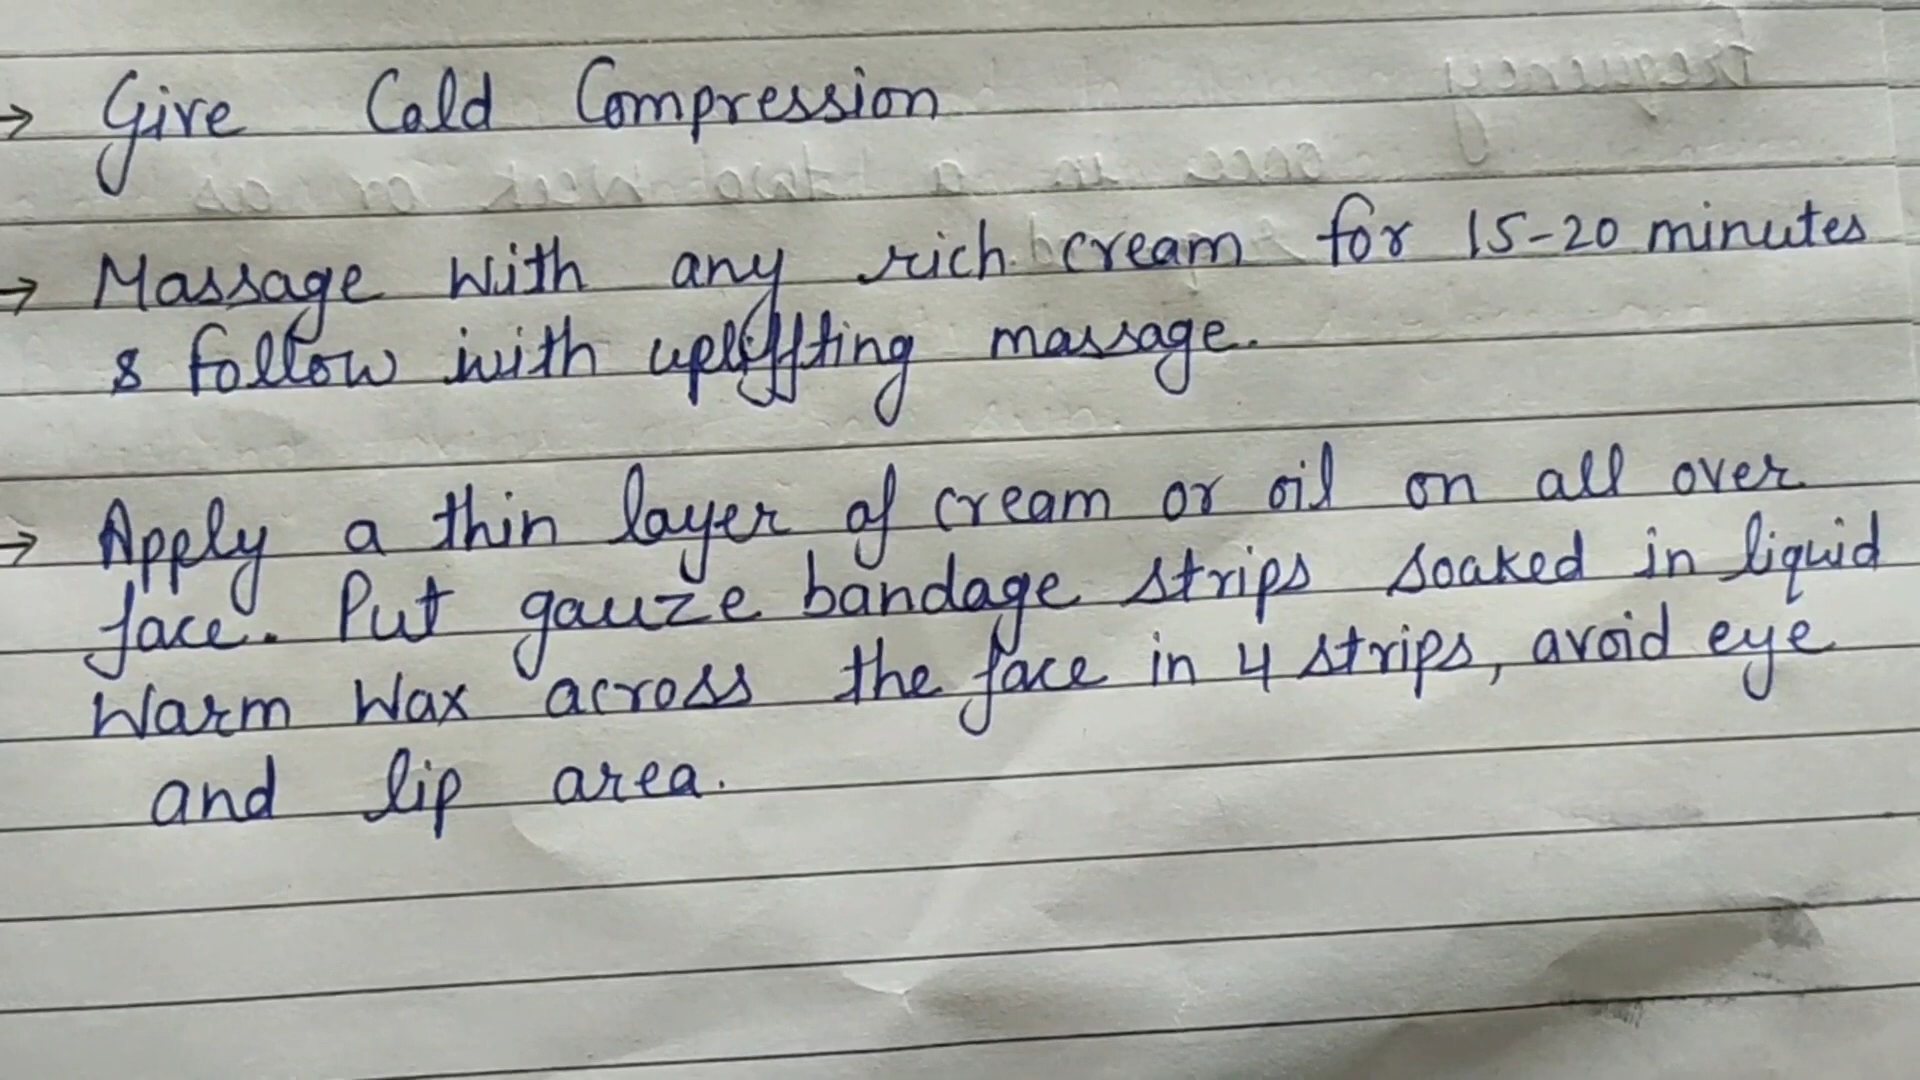 → Give Cold Compression
→ Massage with any rich cream for 15-20 minutes
& follow with uplifting massage.
→ Apply a thin layer of cream or oil on all over
face. Put gauze bandage strips soaked in liquid
Warm Wax across the face in 4 strips, avoid eye
and lip area.